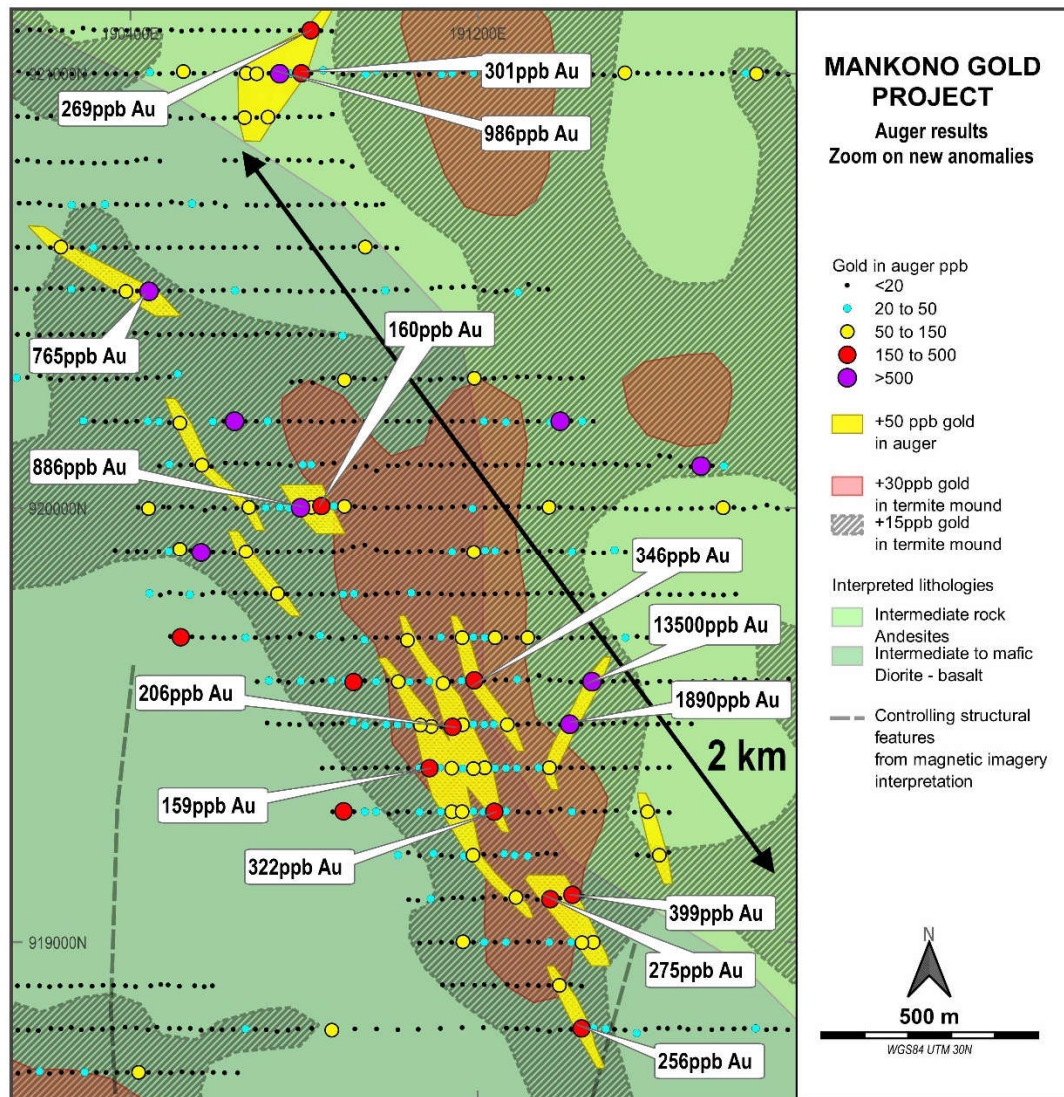 190400E
191200E
921000N
301ppb Au
269ppb Au
986ppb Au
160ppb Au
765ppb Au
886ppb Au
920000N
346ppb Au
13500ppb Au
206ppb Au
1890ppb Au
2 km
159ppb Au
322ppb Au
399ppb Au
919000N
275ppb Au
256ppb Au
MANKONO GOLD
PROJECT
Auger results
Zoom on new anomalies
Gold in auger ppb
<20
20 to 50
50 to 150
150 to 500
>500
+50 ppb gold
in auger
+30ppb gold
in termite mound
+15ppb gold
in termite mound
Interpreted lithologies
Intermediate rock
Andesites
Intermediate to mafic
Diorite - basalt
Controlling structural
features
from magnetic imagery
interpretation
N
500 m
WGS84 UTM 30N